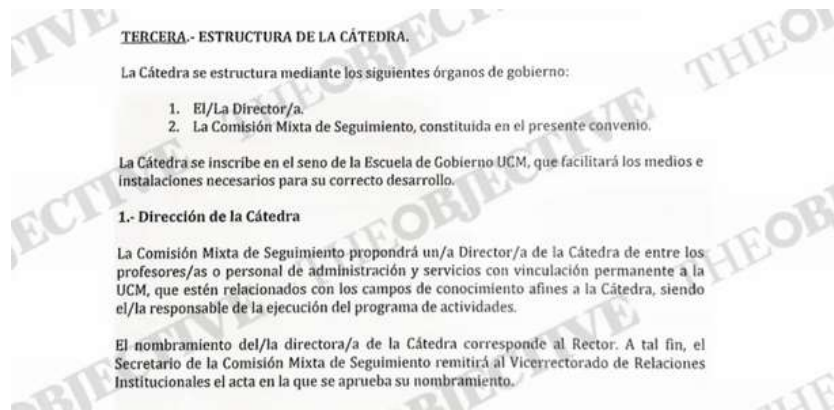 TERCERA.- ESTRUCTURA DE LA CÁTEDRA.
La Cátedra se estructura mediante los siguientes órganos de gobierno:
1. El/La Director/a.
2. La Comisión Mixta de Seguimiento, constituida en el presente convenio.
La Cátedra se inscribe en el seno de la Escuela de Gobierno UCM, que facilitará los medios e
instalaciones necesarios para su correcto desarrollo.
1.- Dirección de la Cátedra
La Comisión Mixta de Seguimiento propondrá un/a Director/a de la Cátedra de entre los
profesores/as o personal de administración y servicios con vinculación permanente a la
UCM, que estén relacionados con los campos de conocimiento afines a la Cátedra, siendo
el/la responsable de la ejecución del programa de actividades.
El nombramiento del/la directora/a de la Cátedra corresponde al Rector. A tal fin, el
Secretario de la Comisión Mixta de Seguimiento remitirá al Vicerrectorado de Relaciones
Institucionales el acta en la que se aprueba su nombramiento.
THEOBJECTIVE